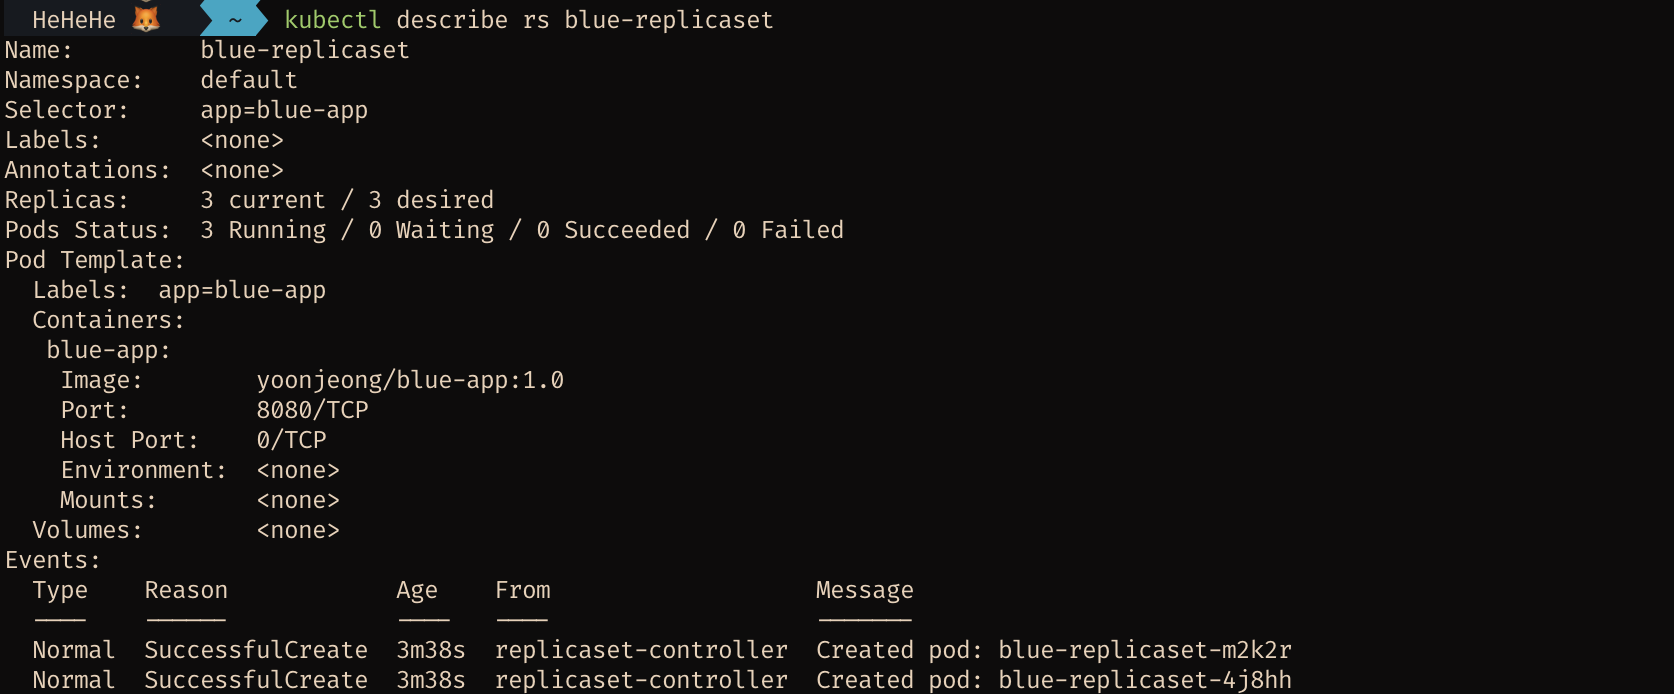 HeHeHe 🦊 ~ kubectl describe rs blue-replicaset
Name:         blue-replicaset
Namespace:    default
Selector:     app=blue-app
Labels:       <none>
Annotations:  <none>
Replicas:     3 current / 3 desired
Pods Status:  3 Running / 0 Waiting / 0 Succeeded / 0 Failed
Pod Template:
  Labels:  app=blue-app
  Containers:
   blue-app:
    Image:        yoonjeong/blue-app:1.0
    Port:         8080/TCP
    Host Port:    0/TCP
    Environment:  <none>
    Mounts:       <none>
  Volumes:        <none>
Events:
  Type    Reason            Age    From                   Message
  ----    ------            ----   ----                   -------
  Normal  SuccessfulCreate  3m38s  replicaset-controller  Created pod: blue-replicaset-m2k2r
  Normal  SuccessfulCreate  3m38s  replicaset-controller  Created pod: blue-replicaset-4j8hh